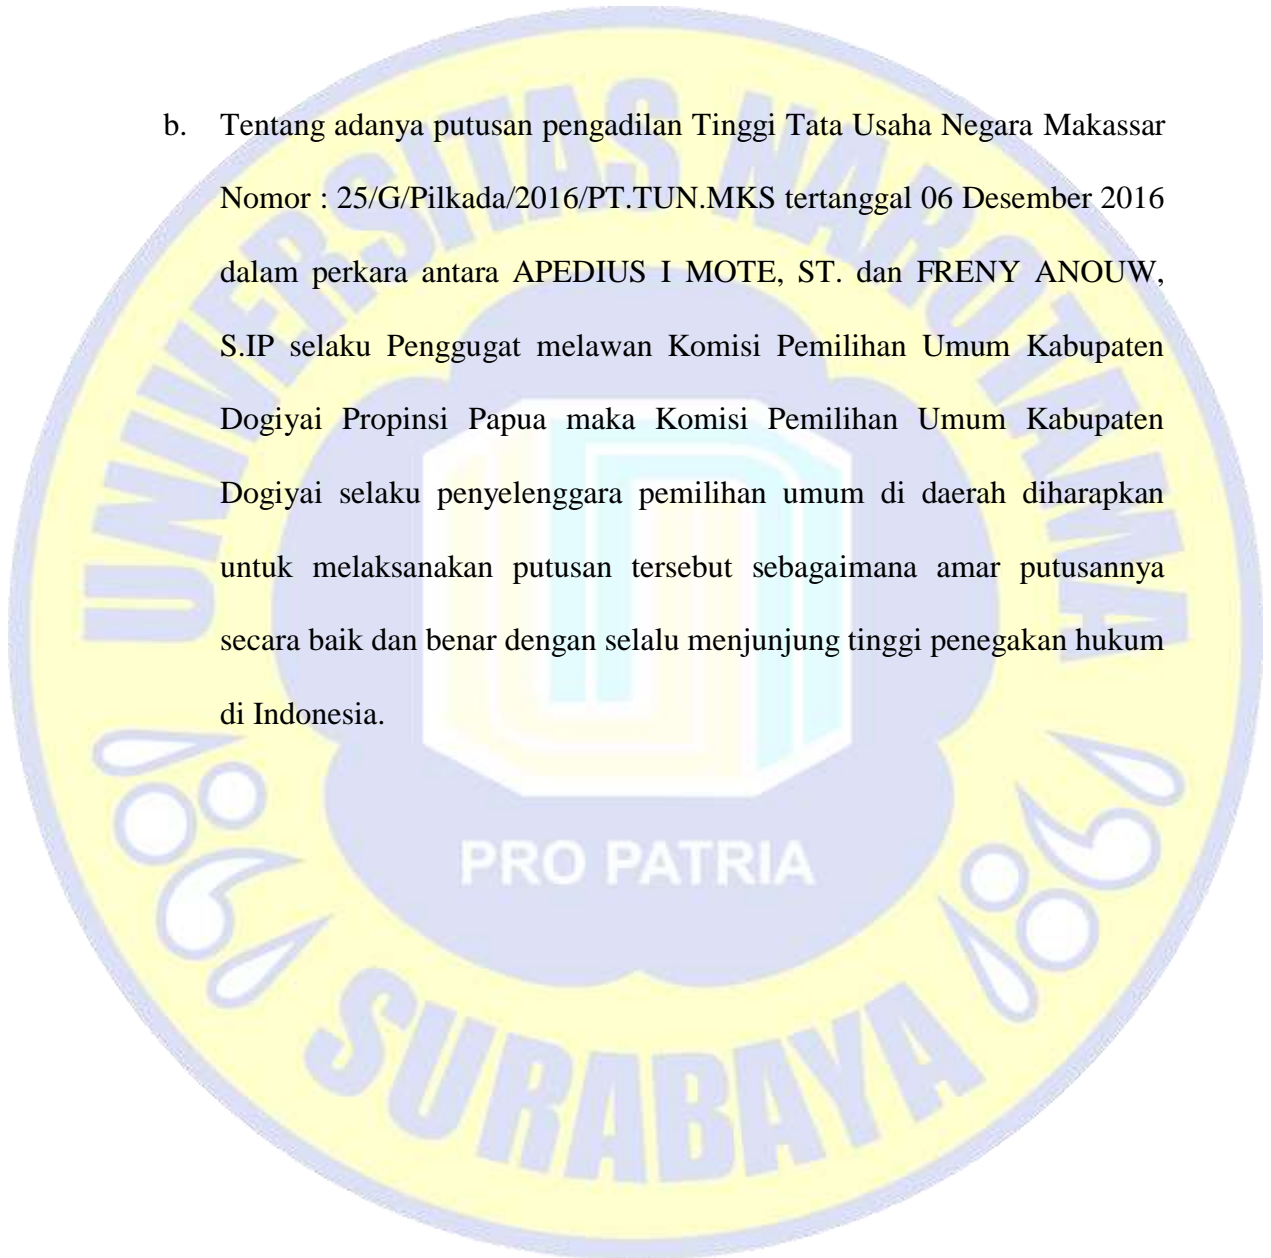 b. Tentang adanya putusan pengadilan Tinggi Tata Usaha Negara Makassar
Nomor : 25/G/Pilkada/2016/PT.TUN.MKS tertanggal 06 Desember 2016
dalam perkara antara APEDIUS I MOTE, ST. dan FRENY ANOUW,
S.IP selaku Penggugat melawan Komisi Pemilihan Umum Kabupaten
Dogiyai Propinsi Papua maka Komisi Pemilihan Umum Kabupaten
Dogiyai selaku penyelenggara pemilihan umum di daerah diharapkan
untuk melaksanakan putusan tersebut sebagaimana amar putusannya
secara baik dan benar dengan selalu menjunjung tinggi penegakan hukum
di Indonesia.
UNIVERSITAS NAROTAMA
PRO PATRIA
SURABAYA